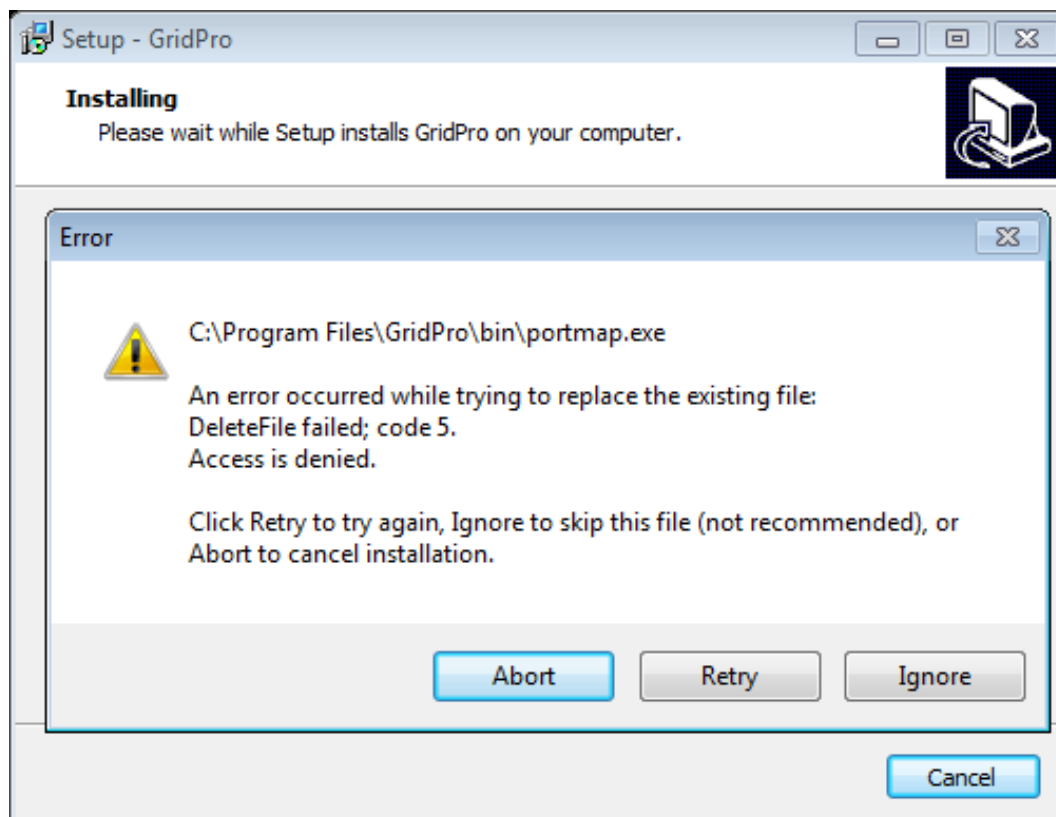 Setup - GridPro
Installing
Please wait while Setup installs GridPro on your computer.
Error
C:\Program Files\GridPro\bin\portmap.exe
An error occurred while trying to replace the existing file:
DeleteFile failed; code 5.
Access is denied.
Click Retry to try again, Ignore to skip this file (not recommended), or
Abort to cancel installation.
Abort Retry Ignore
Cancel